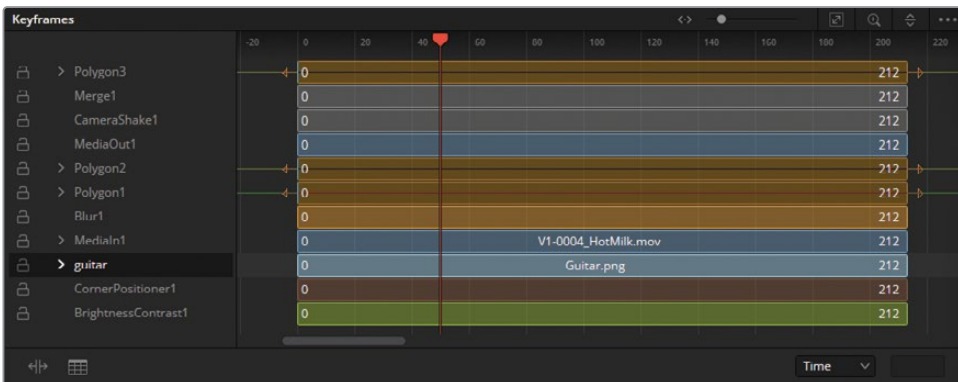 Keyframes
-20 0 20 40 60 80 100 120 140 160 180 200 220
Polygon3 0 212
Merge1 0 212
CameraShake1 0 212
MediaOut1 0 212
Polygon2 0 212
Polygon1 0 212
Blur1 0 212
MediaIn1 0 V1-0004_HotMilk.mov 212
guitar 0 Guitar.png 212
CornerPositioner1 0 212
BrightnessContrast1 0 212
Time